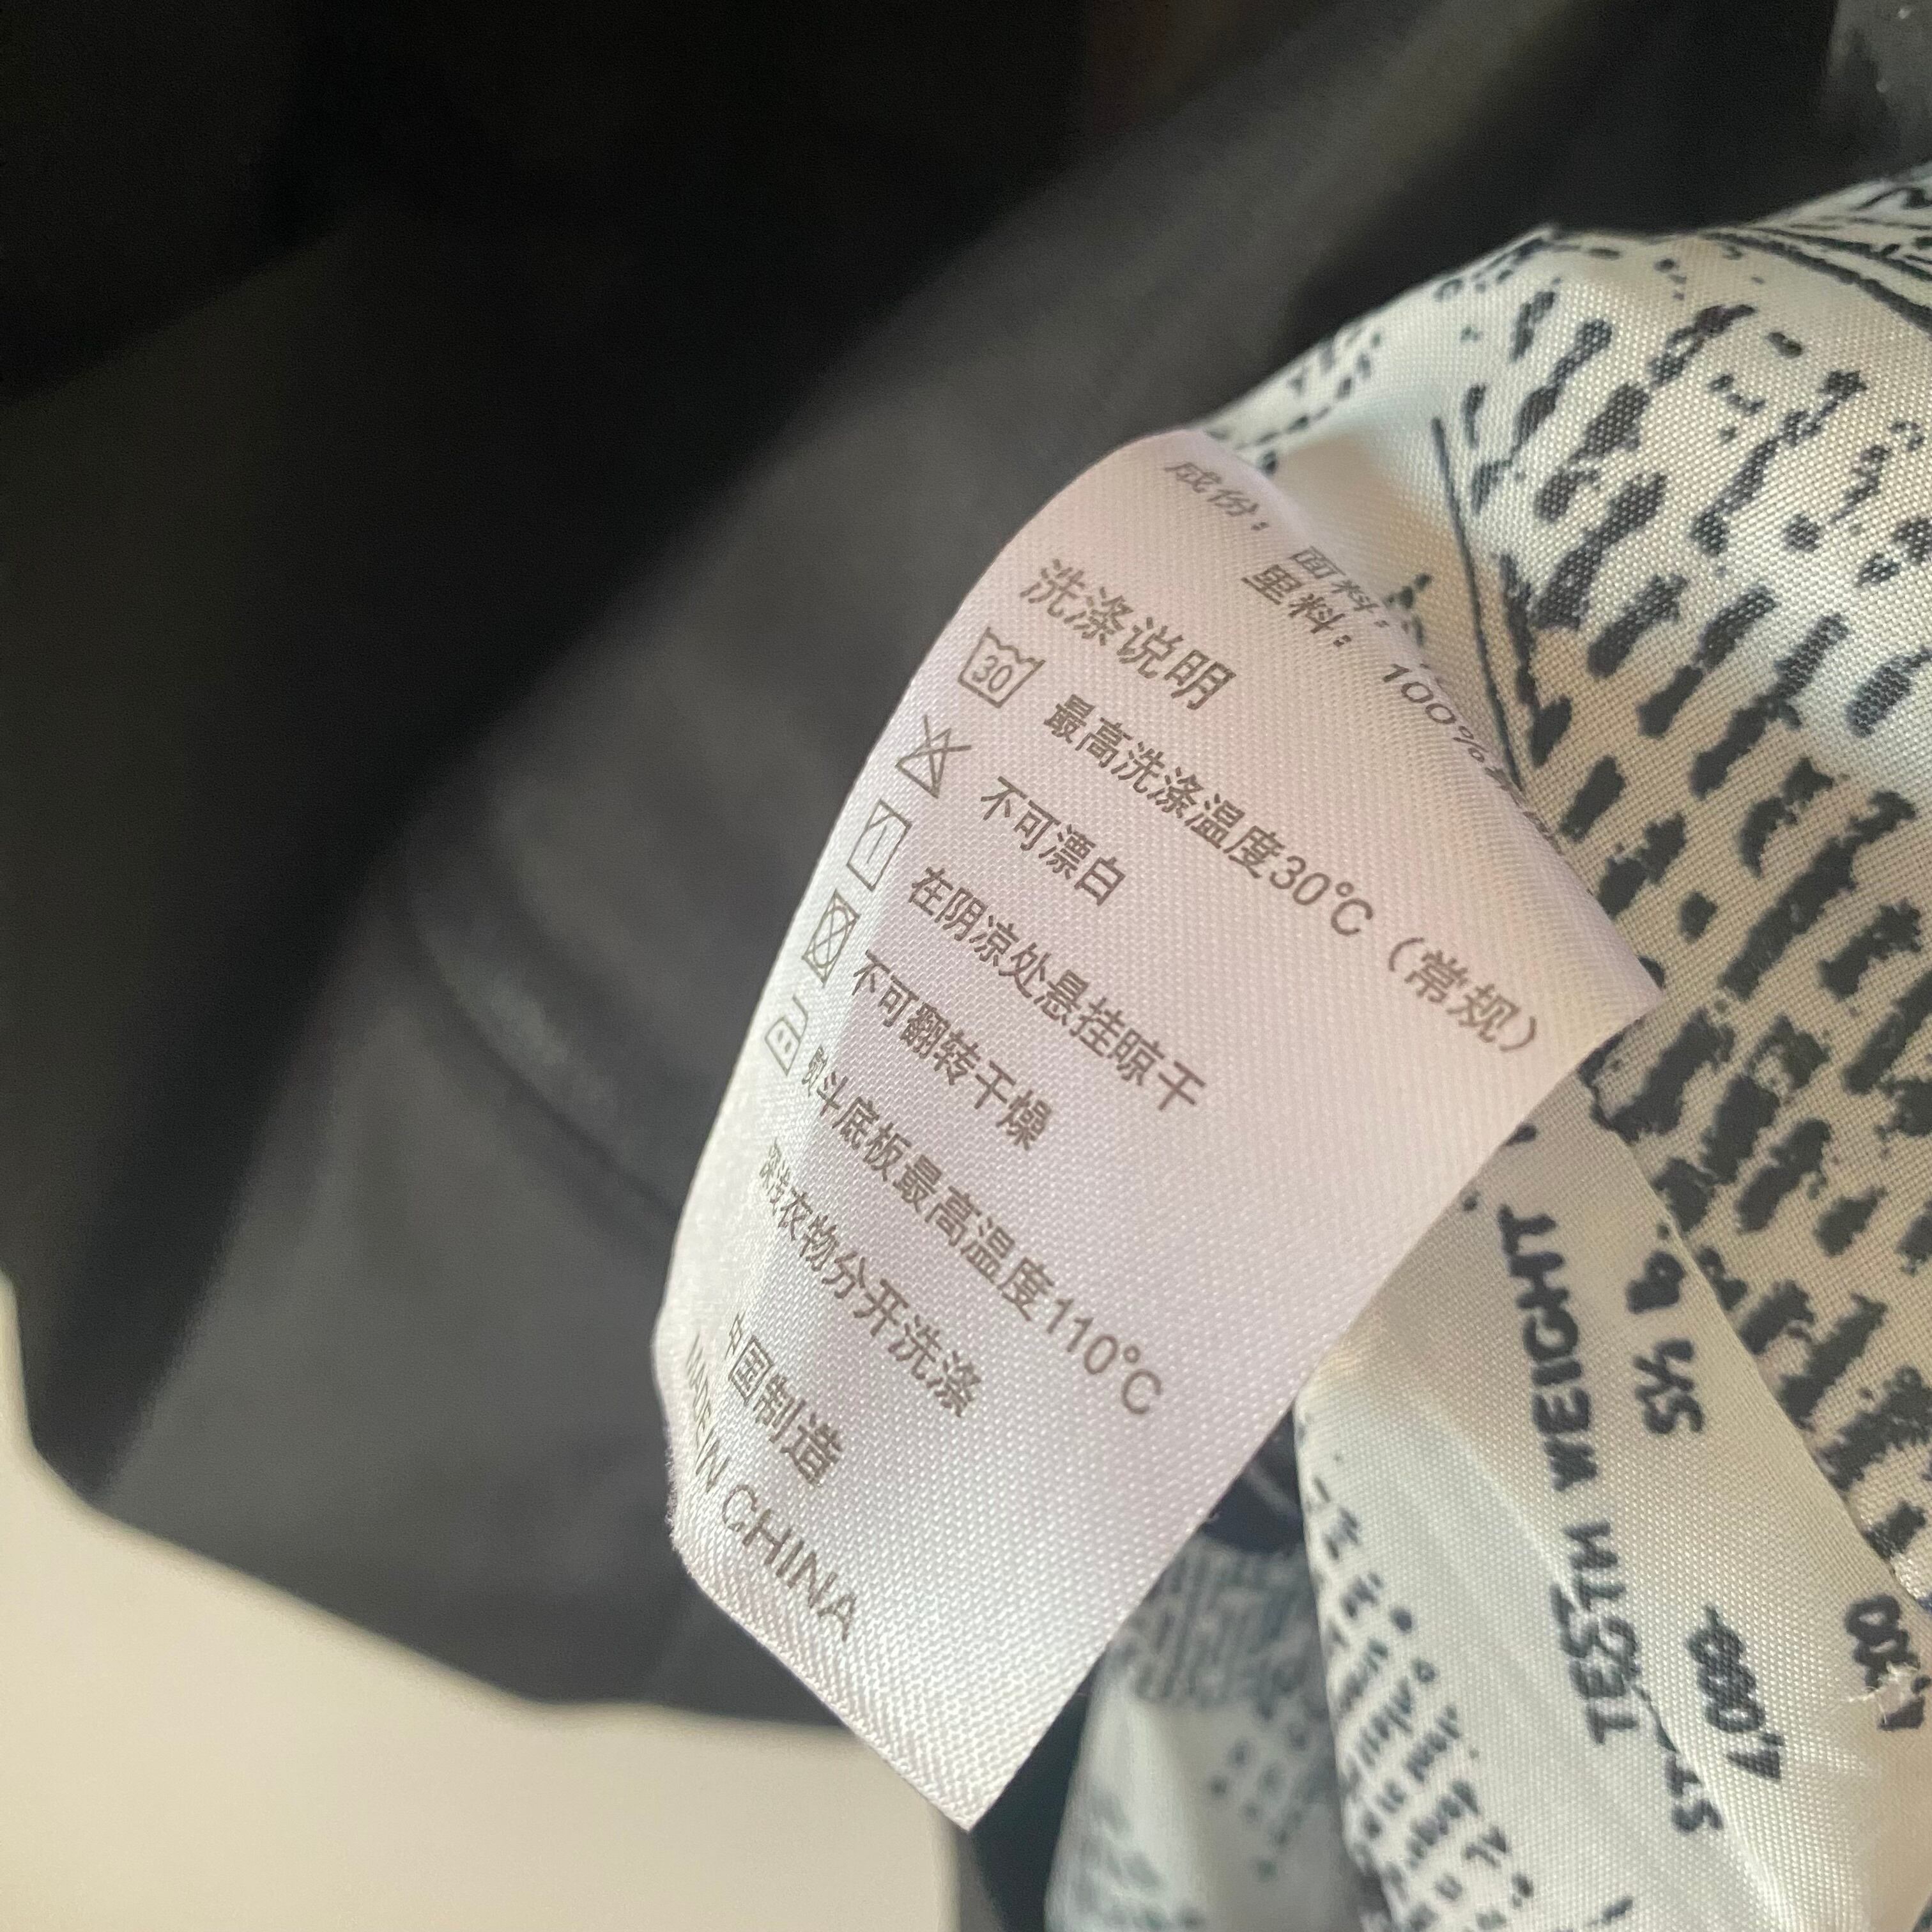 成份：面料：
里料：100%
洗涤说明
30 最高洗涤温度30℃（常规）
不可漂白
在阴凉处悬挂晾干
不可翻转干燥
熨斗底板最高温度110℃
深浅衣物分开洗涤
中国制造
MADE IN CHINA
TESTH WEIGHT